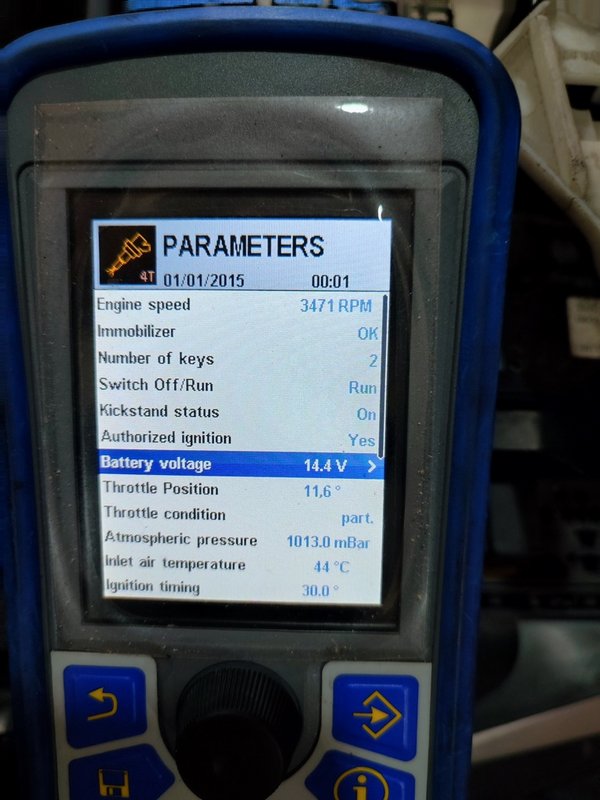 PARAMETERS
4T
01/01/2015 00:01
Engine speed 3471 RPM
Immobilizer OK
Number of keys 2
Switch Off/Run Run
Kickstand status On
Authorized ignition Yes
Battery voltage 14.4 V >
Throttle Position 11,6 °
Throttle condition part.
Atmospheric pressure 1013.0 mBar
Inlet air temperature 44 °C
Ignition timing 30.0 °
i